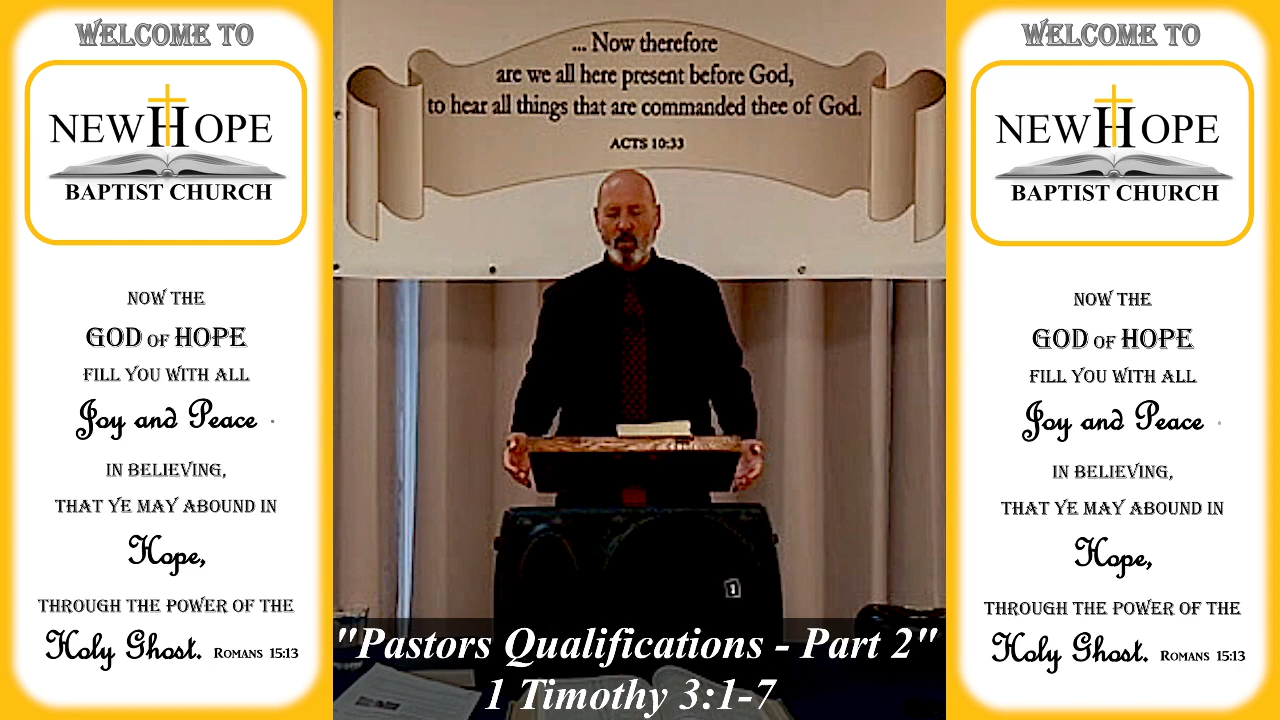 WELCOME TO
NEW HOPE
BAPTIST CHURCH
NOW THE
GOD OF HOPE
FILL YOU WITH ALL
Joy and Peace
IN BELIEVING,
THAT YE MAY ABOUND IN
Hope,
THROUGH THE POWER OF THE
Holy Ghost. ROMANS 15:13
... Now therefore
are we all here present before God,
to hear all things that are commanded thee of God.
ACTS 10:33
"Pastors Qualifications - Part 2"
1 Timothy 3:1-7
WELCOME TO
NEW HOPE
BAPTIST CHURCH
NOW THE
GOD OF HOPE
FILL YOU WITH ALL
Joy and Peace
IN BELIEVING,
THAT YE MAY ABOUND IN
Hope,
THROUGH THE POWER OF THE
Holy Ghost. ROMANS 15:13